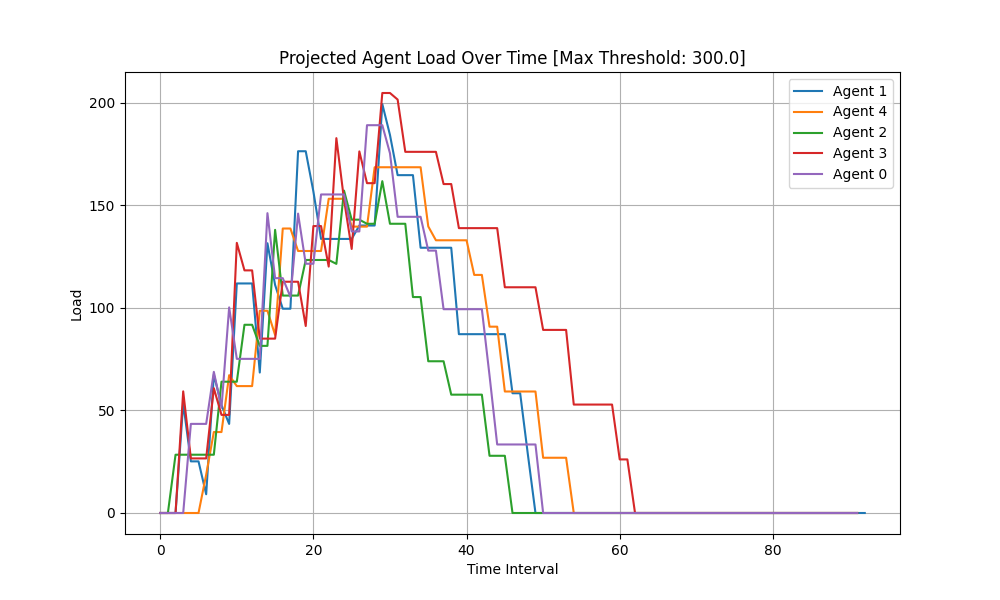 Projected Agent Load Over Time [Max Threshold: 300.0]
Agent 1
Agent 4
Agent 2
Agent 3
Agent 0
Load
200
150
100
50
0
0 20 40 60 80
Time Interval